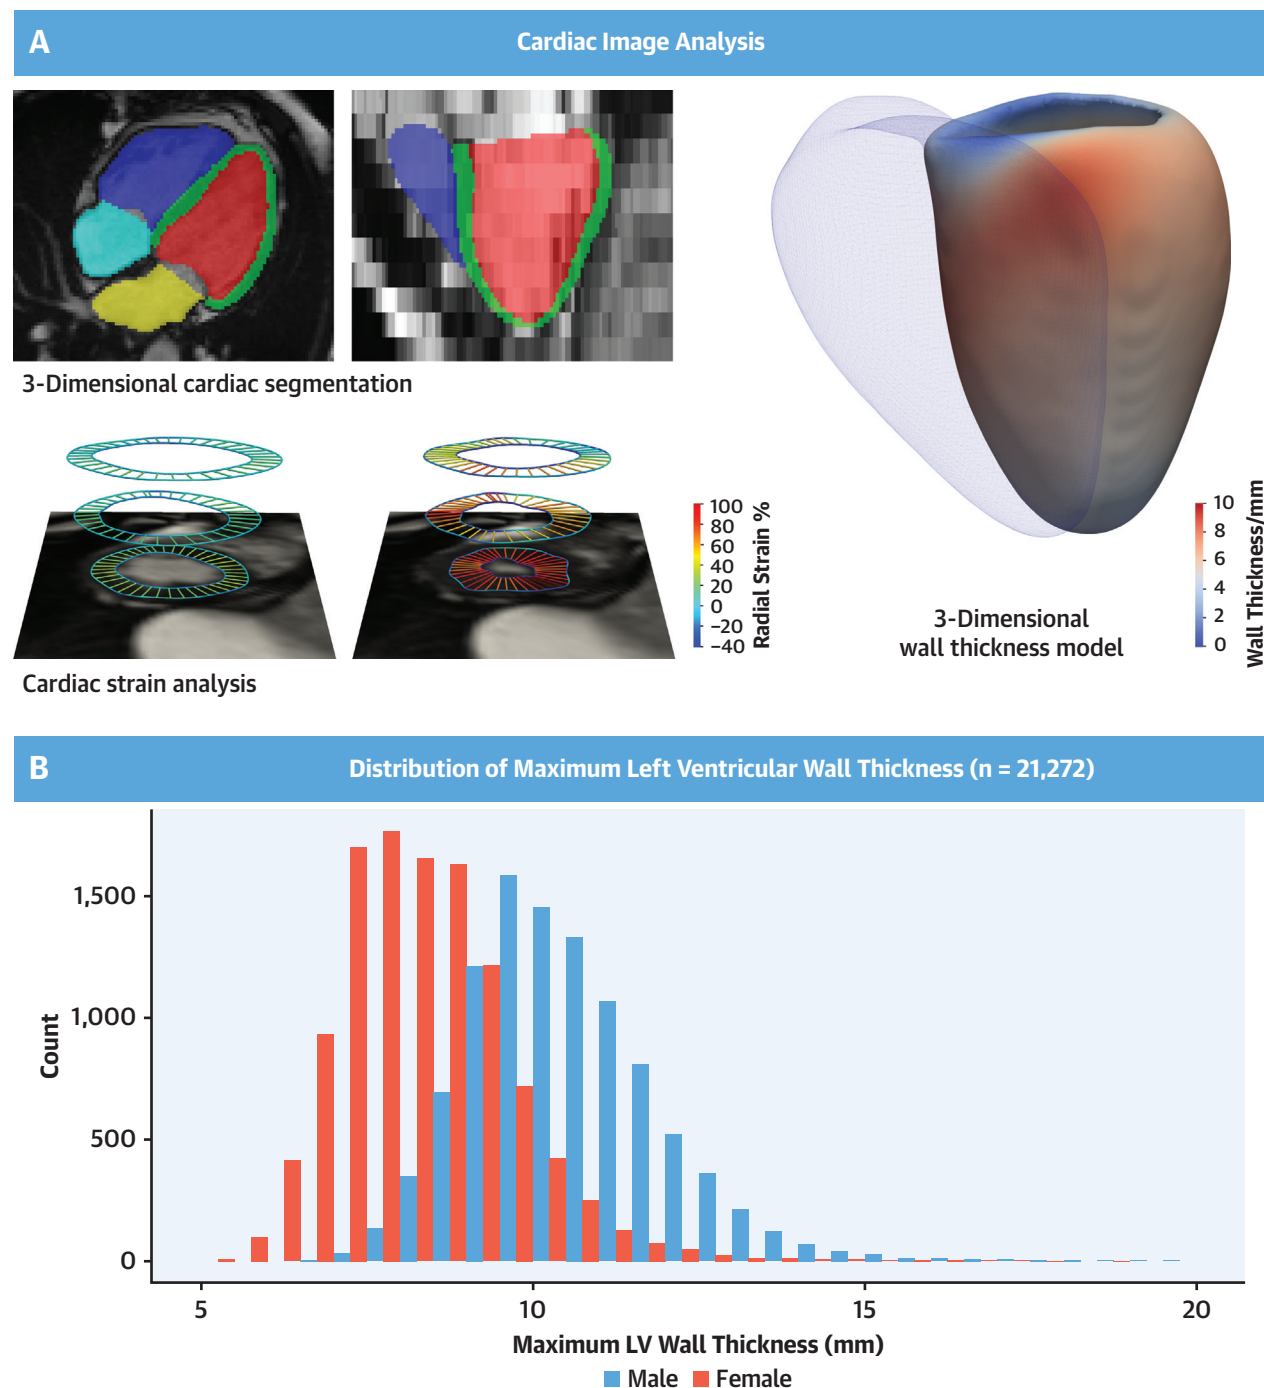 A
Cardiac Image Analysis
3-Dimensional cardiac segmentation
100
80
60
40
20
0
−20
−40
Radial Strain %
Cardiac strain analysis
10
8
6
4
2
0
Wall Thickness/mm
3-Dimensional
wall thickness model
B
Distribution of Maximum Left Ventricular Wall Thickness (n = 21,272)
1,500
1,000
500
0
Count
5
10
15
20
Maximum LV Wall Thickness (mm)
Male
Female